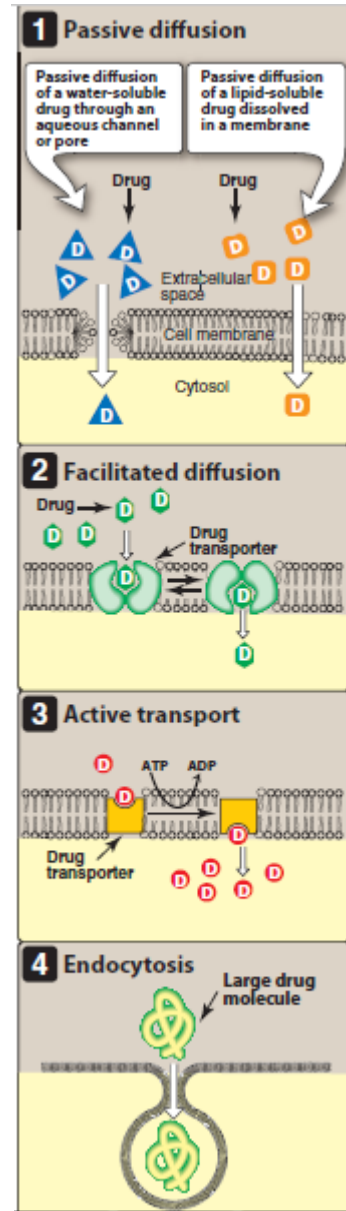 1 Passive diffusion
Passive diffusion
of a water-soluble
drug through an
aqueous channel
or pore
Passive diffusion
of a lipid-soluble
drug dissolved
in a membrane
Drug
Drug
D
D
D
D
D
D
D
D
Extracellular
space
Cell membrane
Cytosol
D
D
2 Facilitated diffusion
Drug
D
D
D
D
Drug
transporter
D
D
D
3 Active transport
D
ATP
ADP
D
D
Drug
transporter
D
D
D
D
D
D
4 Endocytosis
Large drug
molecule